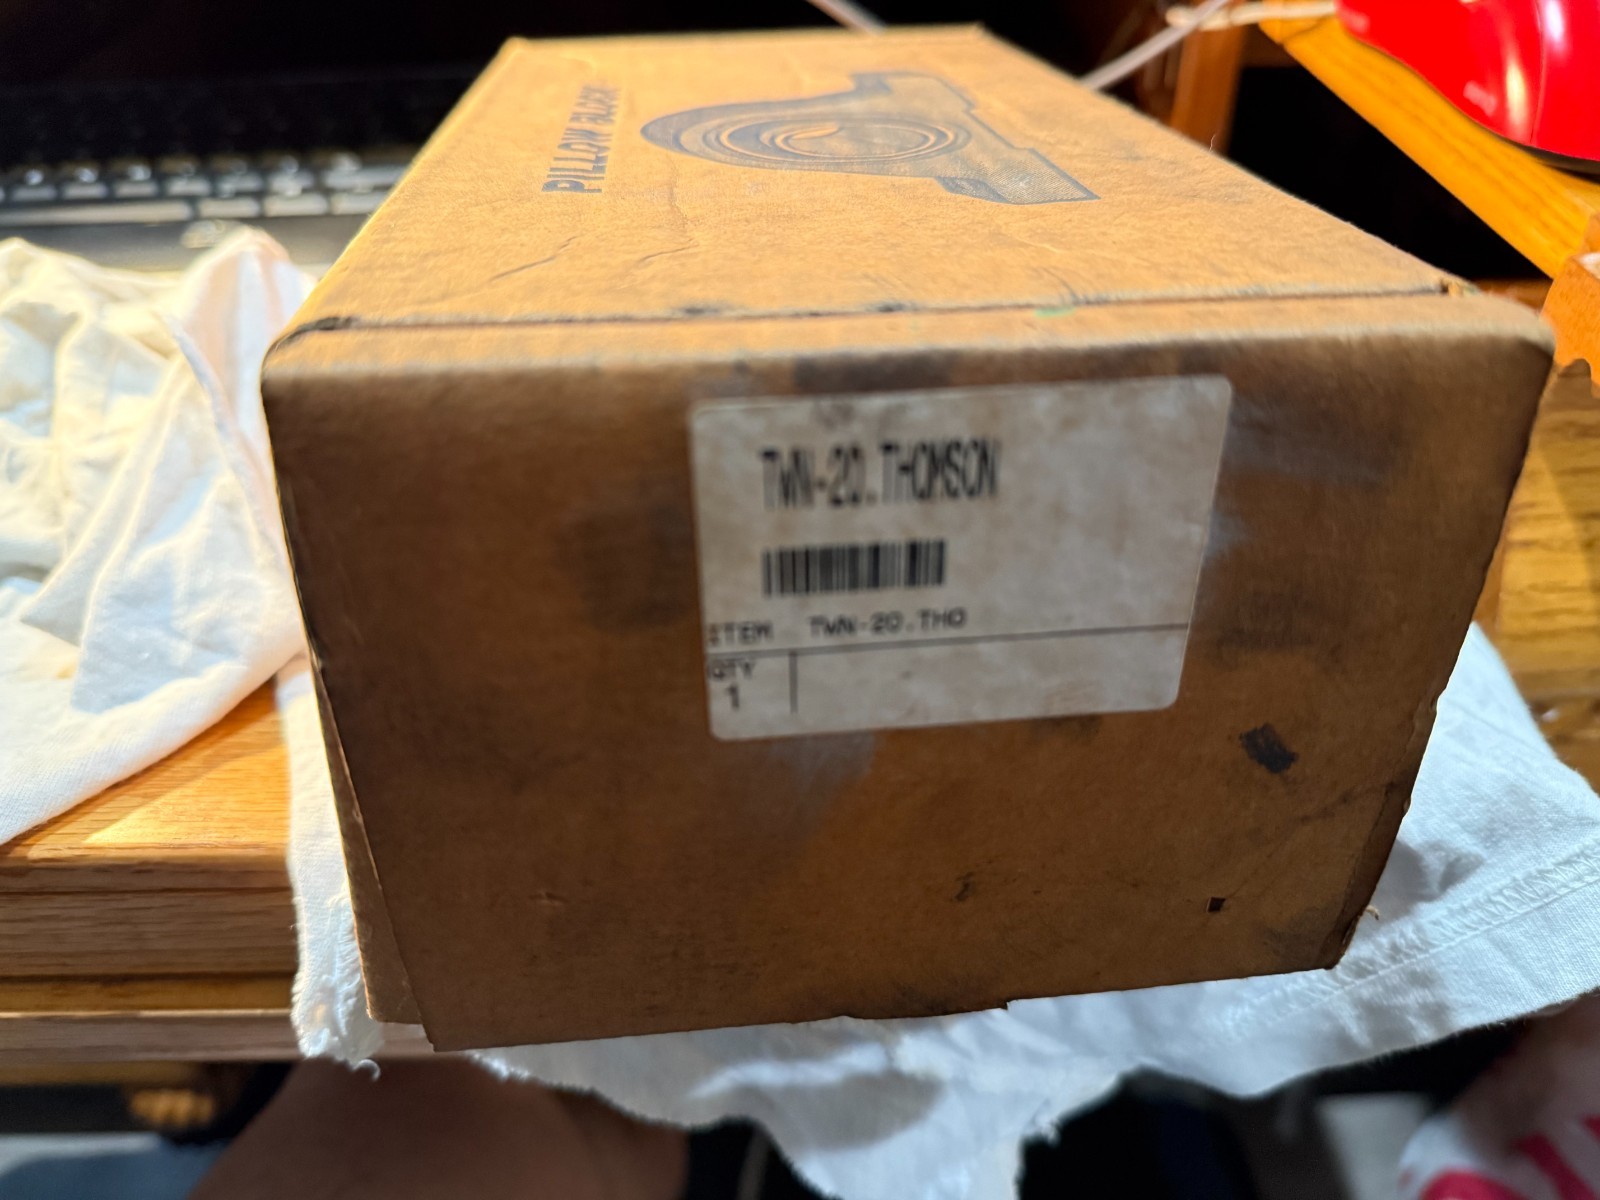 PILLOW BLOCK
TWN-20.THOMSON
ITEM TWN-20.THO
QTY
1